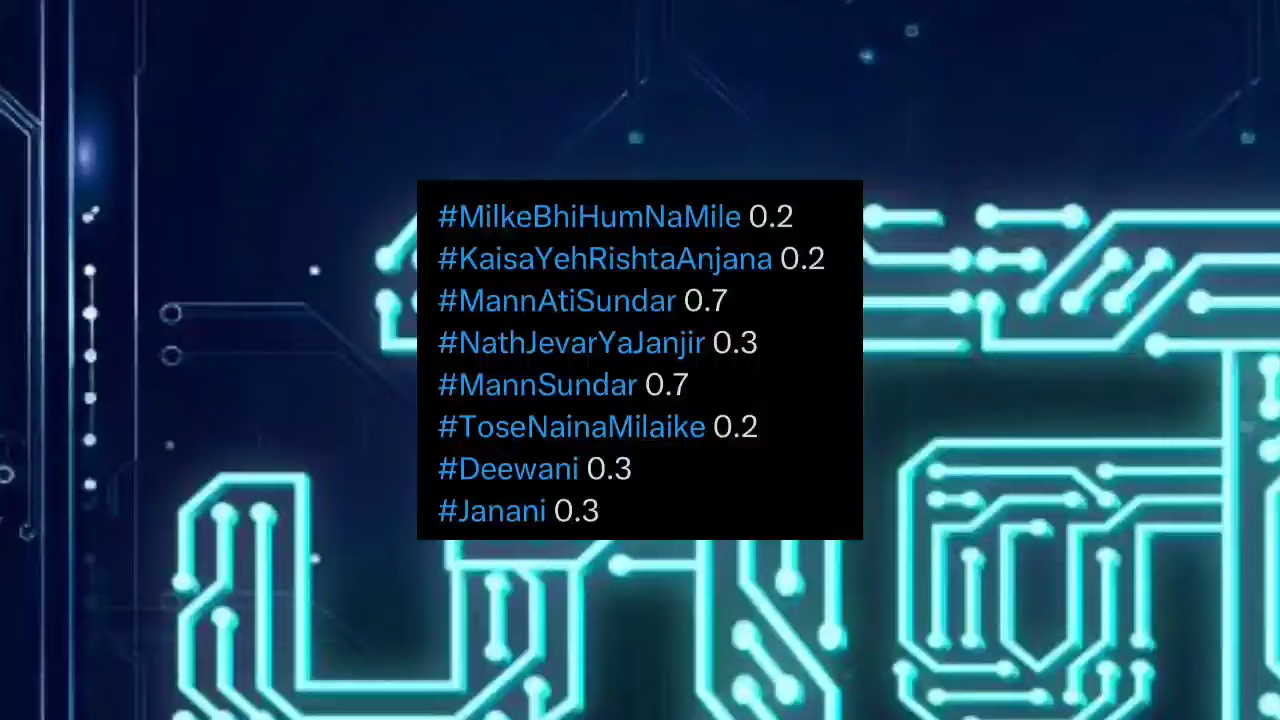 #MilkeBhiHumNaMile 0.2
#KaisaYehRishtaAnjana 0.2
#MannAtiSundar 0.7
#NathJevarYaJanjir 0.3
#MannSundar 0.7
#ToseNainaMilaike 0.2
#Deewani 0.3
#Janani 0.3